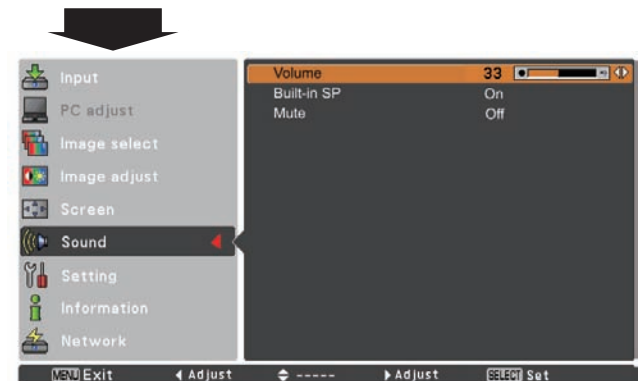 Input
PC adjust
Image select
Image adjust
Screen
Sound
Setting
Information
Network
Volume 33
Built-in SP On
Mute Off
MENU Exit Adjust ----- Adjust SELECT Set